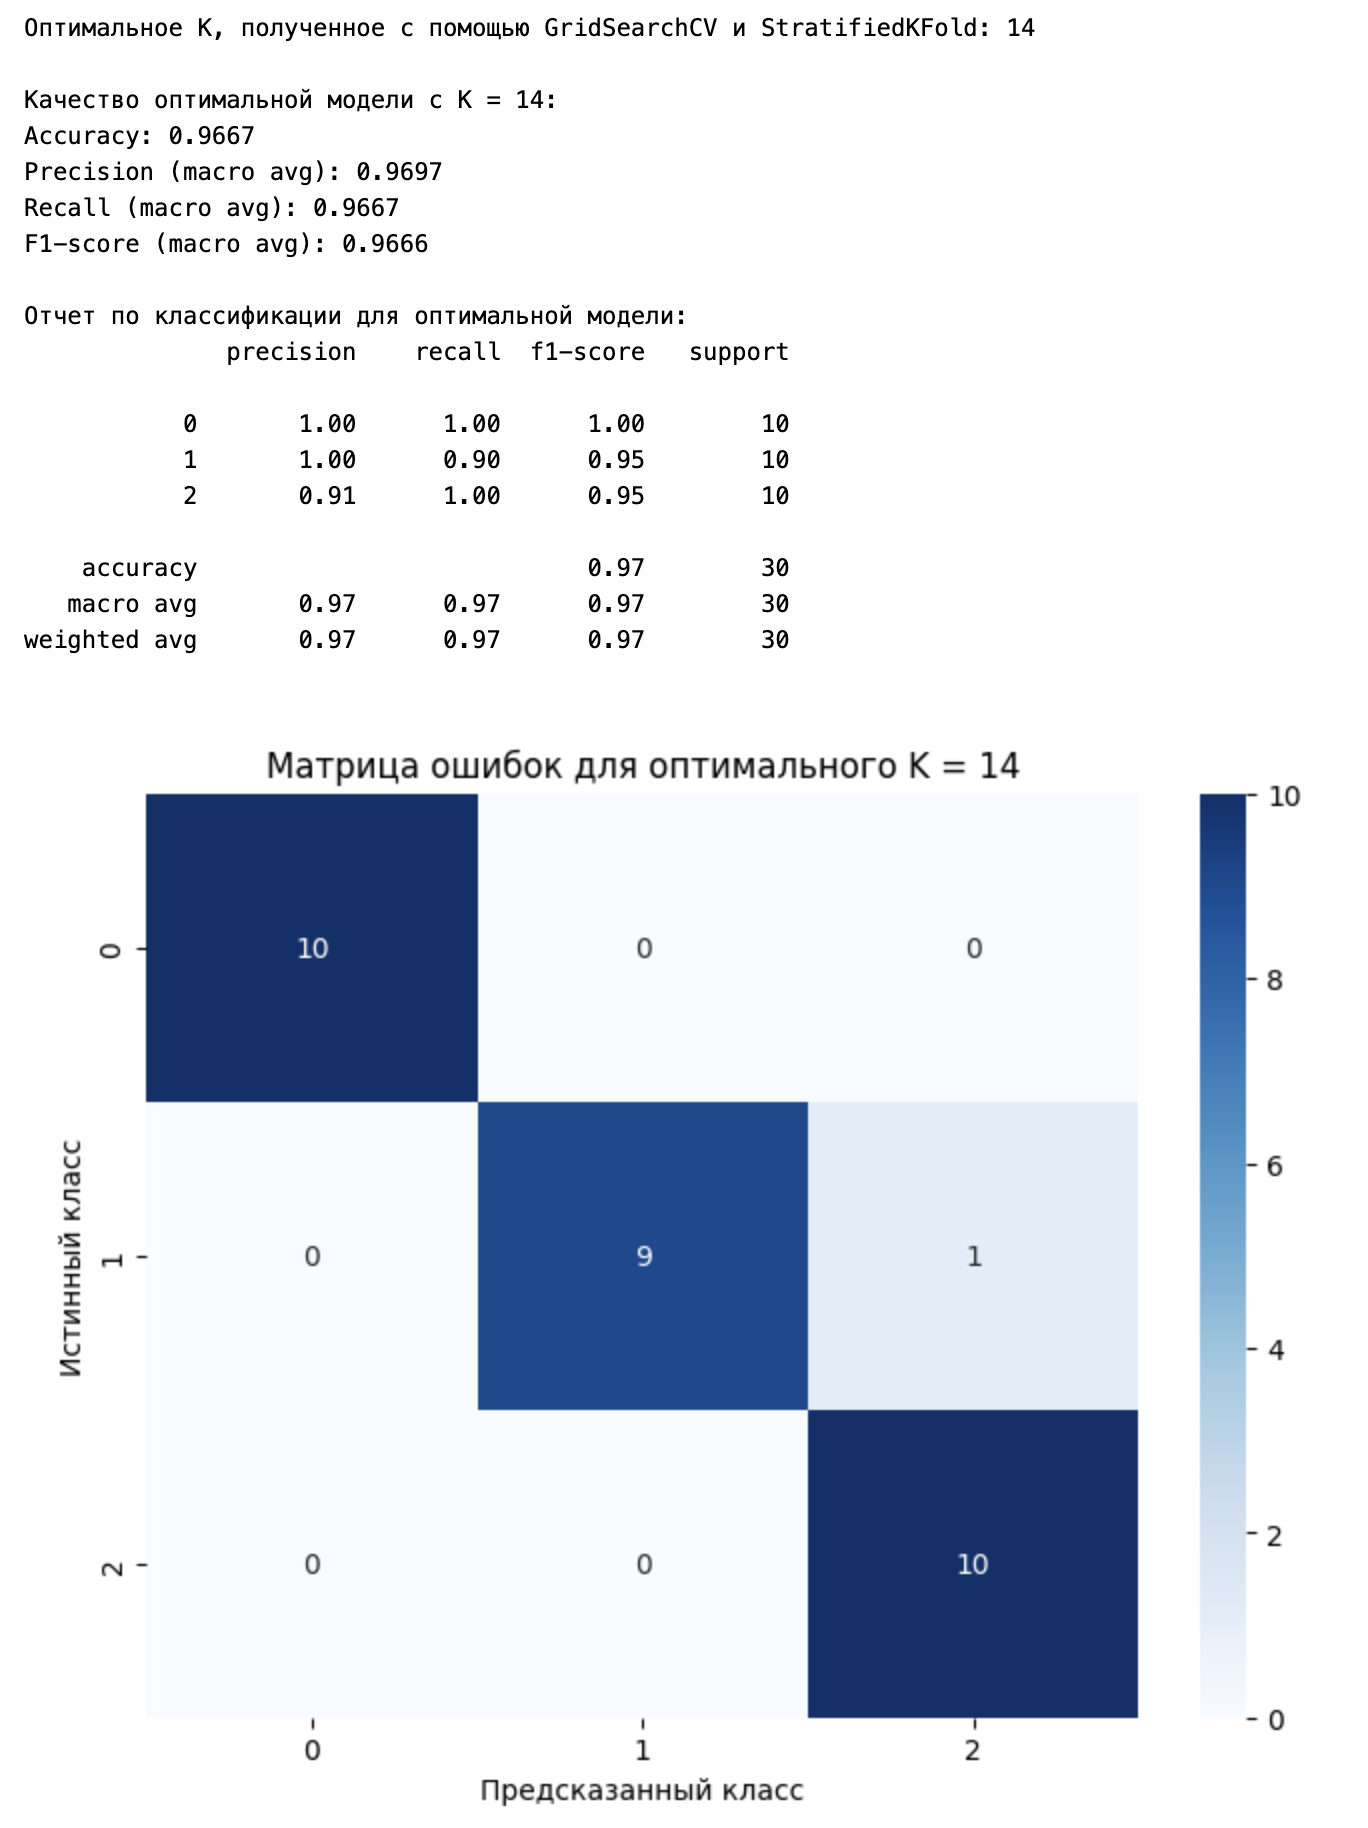 Оптимальное K, полученное с помощью GridSearchCV и StratifiedKFold: 14
Качество оптимальной модели с K = 14:
Accuracy: 0.9667
Precision (macro avg): 0.9697
Recall (macro avg): 0.9667
F1-score (macro avg): 0.9666
Отчет по классификации для оптимальной модели:
precision recall f1-score support
0 1.00 1.00 1.00 10
1 1.00 0.90 0.95 10
2 0.91 1.00 0.95 10
accuracy 0.97 30
macro avg 0.97 0.97 0.97 30
weighted avg 0.97 0.97 0.97 30
Матрица ошибок для оптимального K = 14
10
0 10 0 0
8
Истинный класс
6
1 0 9 1
4
2 0 0 10
2
0
0 1 2
Предсказанный класс